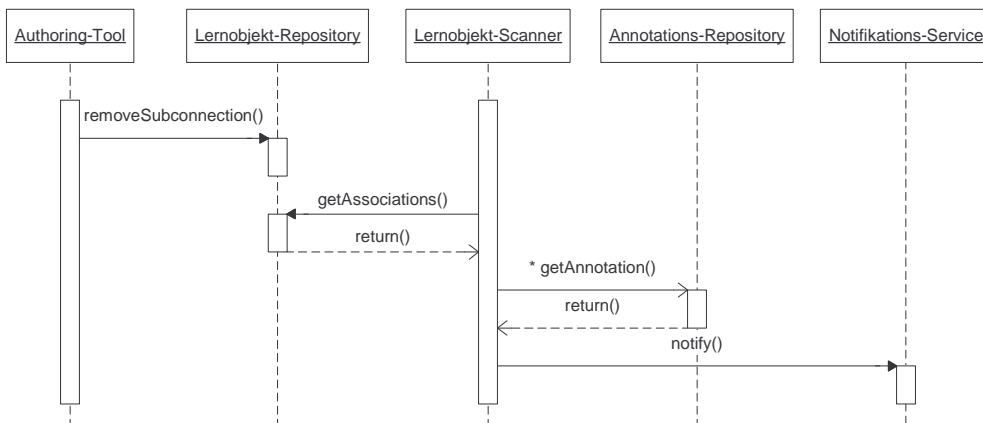 Authoring-Tool
Lernobjekt-Repository
Lernobjekt-Scanner
Annotations-Repository
Notifikations-Service
removeSubconnection()
getAssociations()
return()
* getAnnotation()
return()
notify()